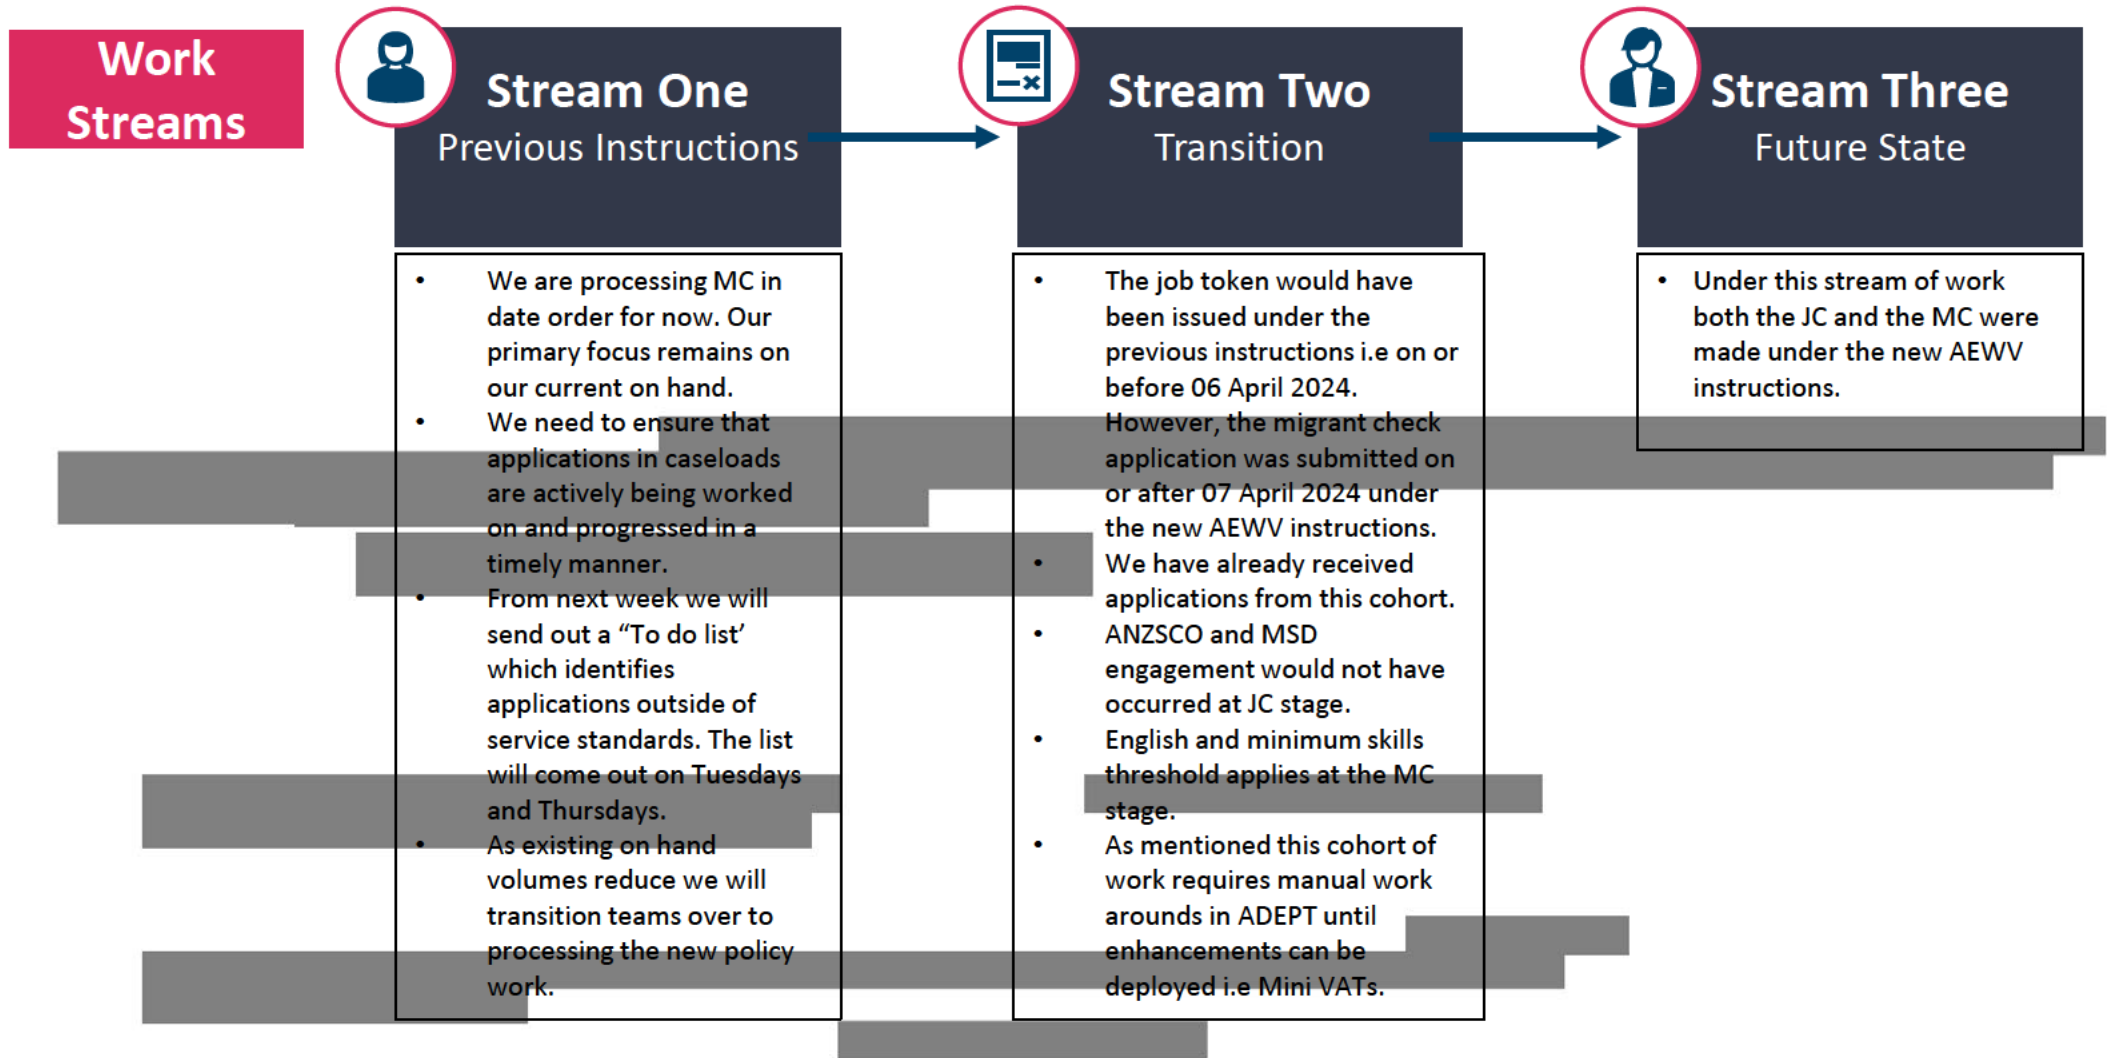 Work
Streams
Stream One
Previous Instructions
Stream Two
Transition
Stream Three
Future State
• We are processing MC in
date order for now. Our
primary focus remains on
our current on hand.
• We need to ensure that
applications in caseloads
are actively being worked
on and progressed in a
timely manner.
• From next week we will
send out a “To do list’
which identifies
applications outside of
service standards. The list
will come out on Tuesdays
and Thursdays.
• As existing on hand
volumes reduce we will
transition teams over to
processing the new policy
work.
• The job token would have
been issued under the
previous instructions i.e on or
before 06 April 2024.
However, the migrant check
application was submitted on
or after 07 April 2024 under
the new AEWV instructions.
• We have already received
applications from this cohort.
• ANZSCO and MSD
engagement would not have
occurred at JC stage.
• English and minimum skills
threshold applies at the MC
stage.
• As mentioned this cohort of
work requires manual work
arounds in ADEPT until
enhancements can be
deployed i.e Mini VATs.
• Under this stream of work
both the JC and the MC were
made under the new AEWV
instructions.